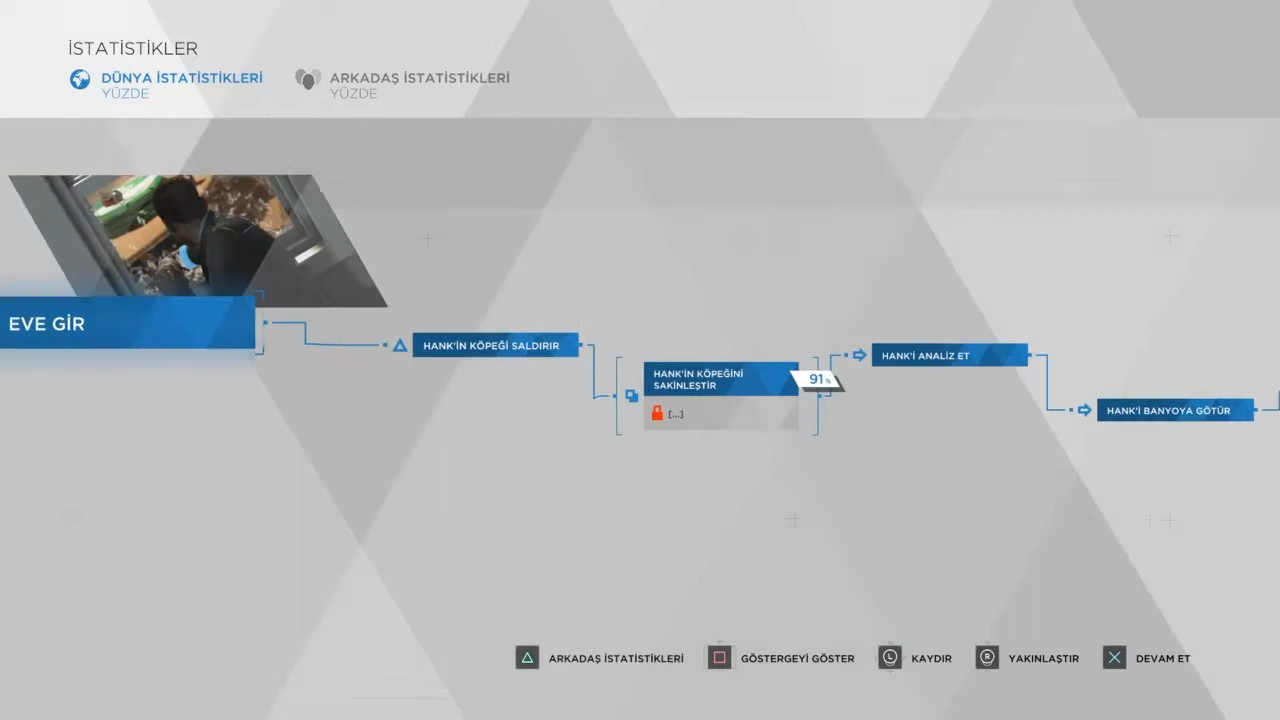 İSTATİSTİKLER
DÜNYA İSTATİSTİKLERİ
YÜZDE
ARKADAŞ İSTATİSTİKLERİ
YÜZDE
EVE GİR
HANK'İN KÖPEĞİ SALDIRIR
HANK'İN KÖPEĞİNİ
SAKİNLEŞTİR
91%
[...]
HANK'İ ANALİZ ET
HANK'İ BANYOYA GÖTÜR
ARKADAŞ İSTATİSTİKLERİ
GÖSTERGEYİ GÖSTER
L
KAYDIR
R
YAKINLAŞTIR
DEVAM ET